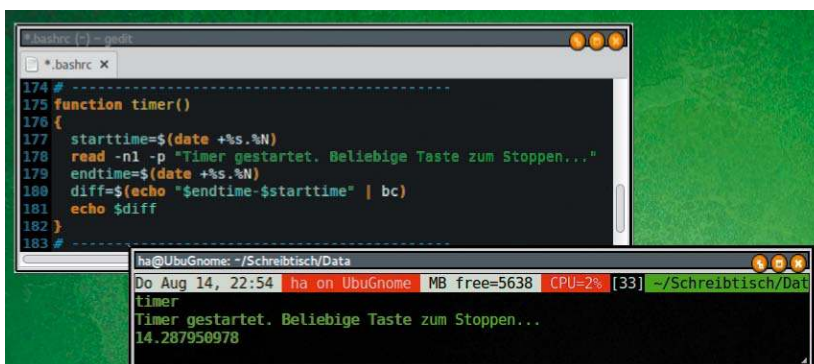 *.bashrc (~) - gedit
*.bashrc ×
174 # --------------------------------------------
175 function timer()
176 {
177 starttime=$(date +%s.%N)
178 read -n1 -p "Timer gestartet. Beliebige Taste zum Stoppen..."
179 endtime=$(date +%s.%N)
180 diff=$(echo "$endtime-$starttime" | bc)
181 echo $diff
182 }
183 # --------------------------------------------
ha@UbuGnome: ~/Schreibtisch/Data
Do Aug 14, 22:54 ha on UbuGnome MB free=5638 CPU=2% [33] ~/Schreibtisch/Dat
timer
Timer gestartet. Beliebige Taste zum Stoppen...
14.287950978